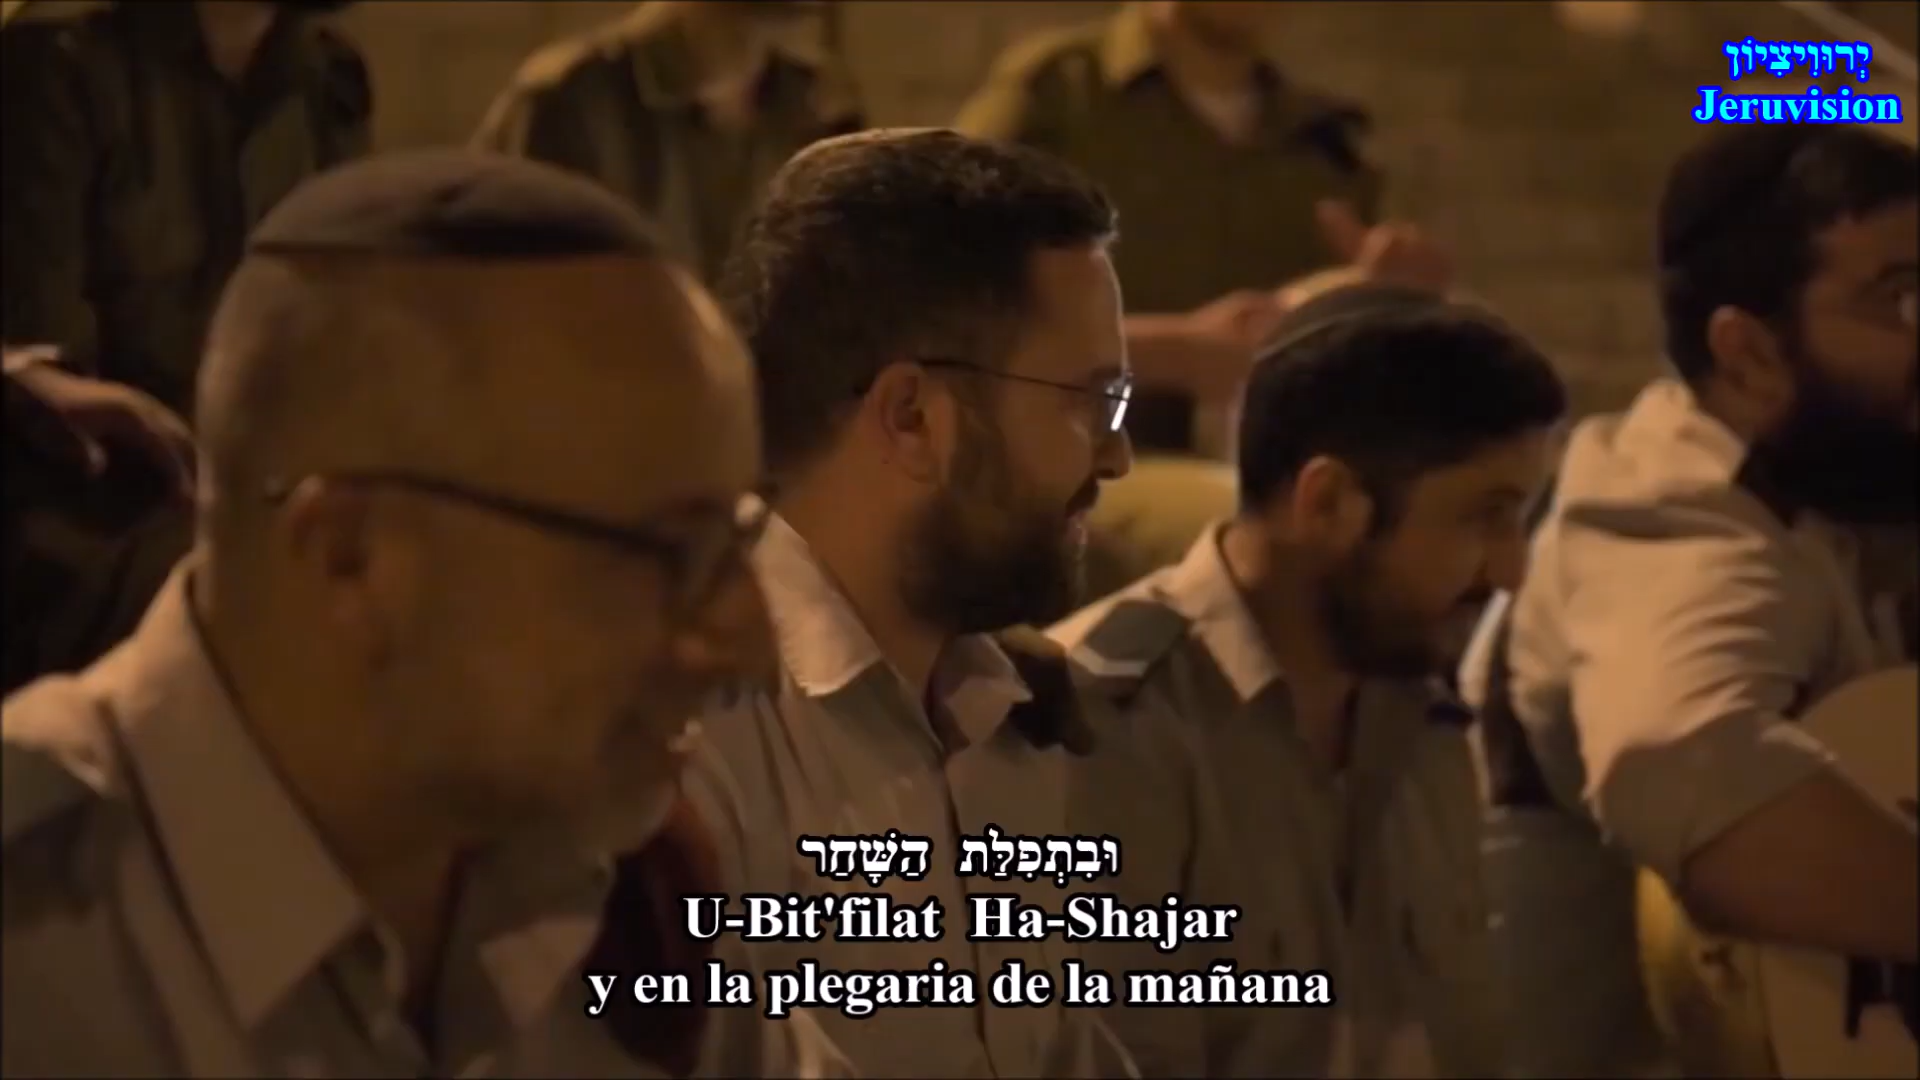 יְרוּוִיצִיוֹן
Jeruvision
וּבִתְפִלַּת הַשָּׁחַר
U-Bit'filat Ha-Shajar
y en la plegaria de la mañana